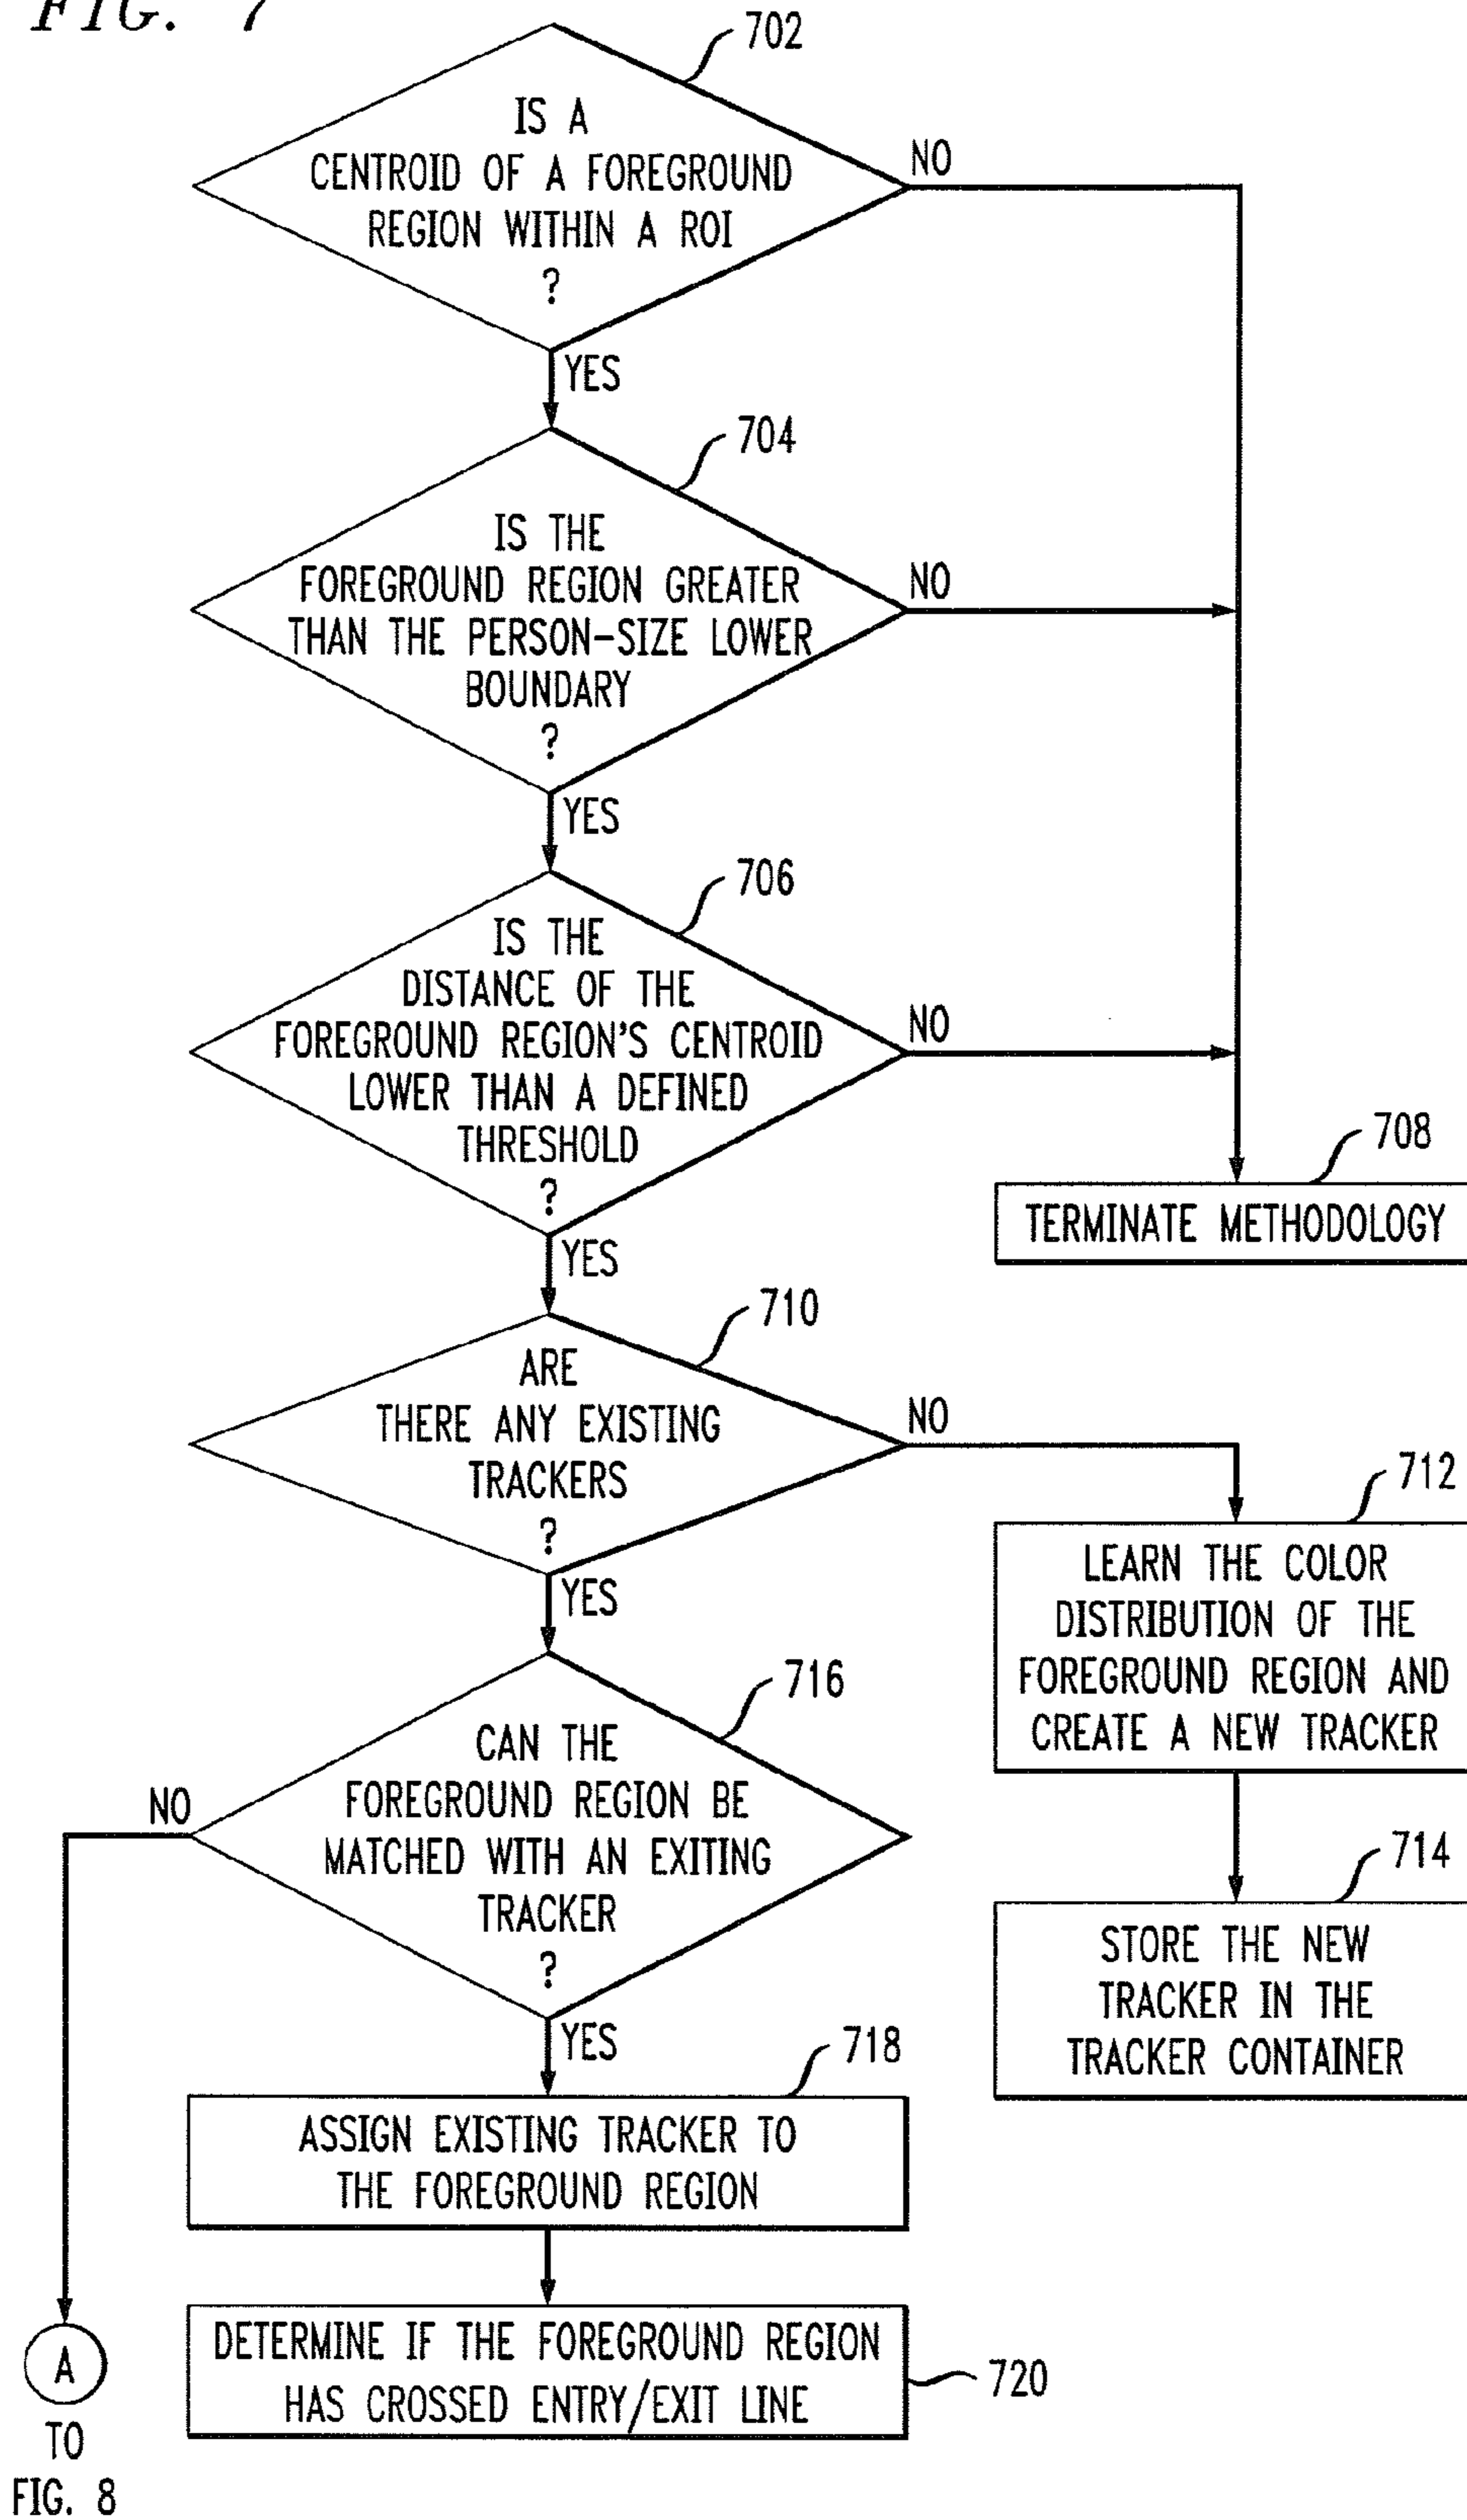 FIG. 7
702
IS A
CENTROID OF A FOREGROUND
REGION WITHIN A ROI
?
NO
YES
704
IS THE
FOREGROUND REGION GREATER
THAN THE PERSON-SIZE LOWER
BOUNDARY
?
NO
YES
706
IS THE
DISTANCE OF THE
FOREGROUND REGION'S CENTROID
LOWER THAN A DEFINED
THRESHOLD
?
NO
YES
708
TERMINATE METHODOLOGY
710
ARE
THERE ANY EXISTING
TRACKERS
?
NO
YES
712
LEARN THE COLOR
DISTRIBUTION OF THE
FOREGROUND REGION AND
CREATE A NEW TRACKER
714
STORE THE NEW
TRACKER IN THE
TRACKER CONTAINER
716
CAN THE
FOREGROUND REGION BE
MATCHED WITH AN EXITING
TRACKER
?
NO
YES
718
ASSIGN EXISTING TRACKER TO
THE FOREGROUND REGION
DETERMINE IF THE FOREGROUND REGION
HAS CROSSED ENTRY/EXIT LINE
720
A
TO
FIG. 8